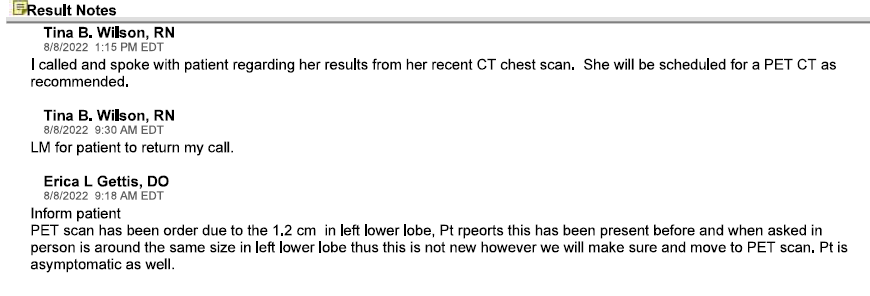 Result Notes
Tina B. Wilson, RN
8/8/2022 1:15 PM EDT
I called and spoke with patient regarding her results from her recent CT chest scan. She will be scheduled for a PET CT as
recommended.
Tina B. Wilson, RN
8/8/2022 9:30 AM EDT
LM for patient to return my call.
Erica L Gettis, DO
8/8/2022 9:18 AM EDT
Inform patient
PET scan has been order due to the 1.2 cm in left lower lobe, Pt rpeorts this has been present before and when asked in
person is around the same size in left lower lobe thus this is not new however we will make sure and move to PET scan. Pt is
asymptomatic as well.